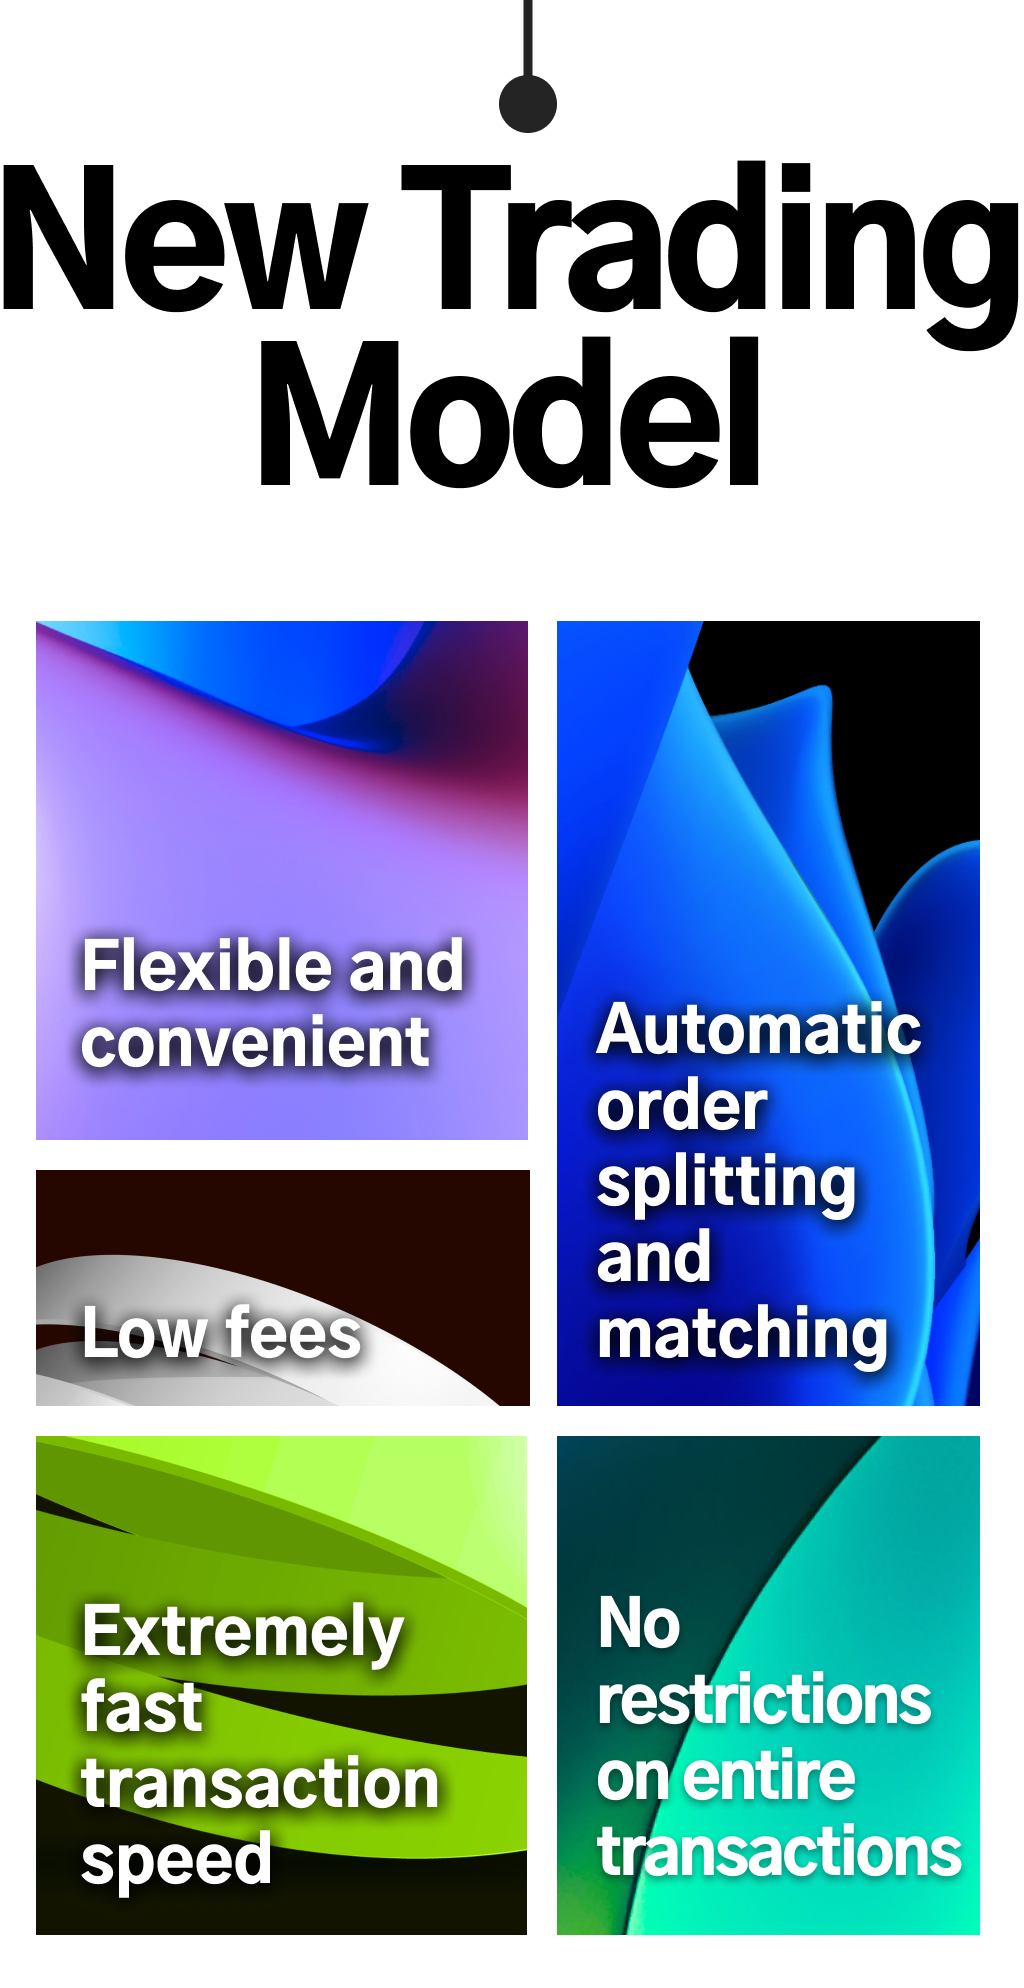 New Trading
Model
Flexible and
convenient
Automatic
order
splitting
and
matching
Low fees
Extremely
fast
transaction
speed
No
restrictions
on entire
transactions